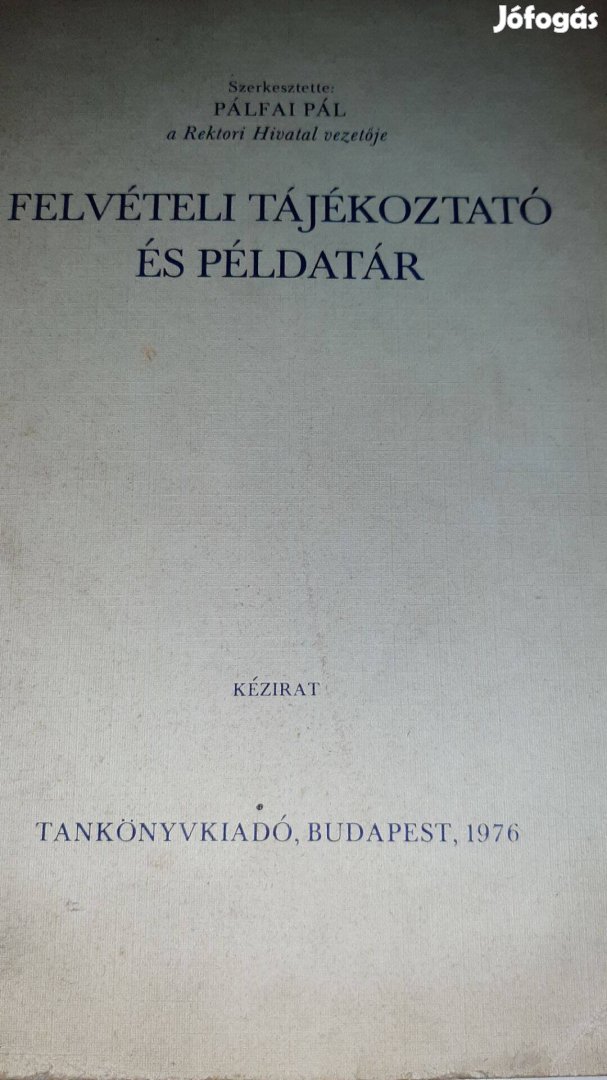 Jófogás
Szerkesztette:
PÁLFAI PÁL
a Rektori Hivatal vezetője
FELVÉTELI TÁJÉKOZTATÓ
ÉS PÉLDATÁR
KÉZIRAT
TANKÖNYVKIADÓ, BUDAPEST, 1976